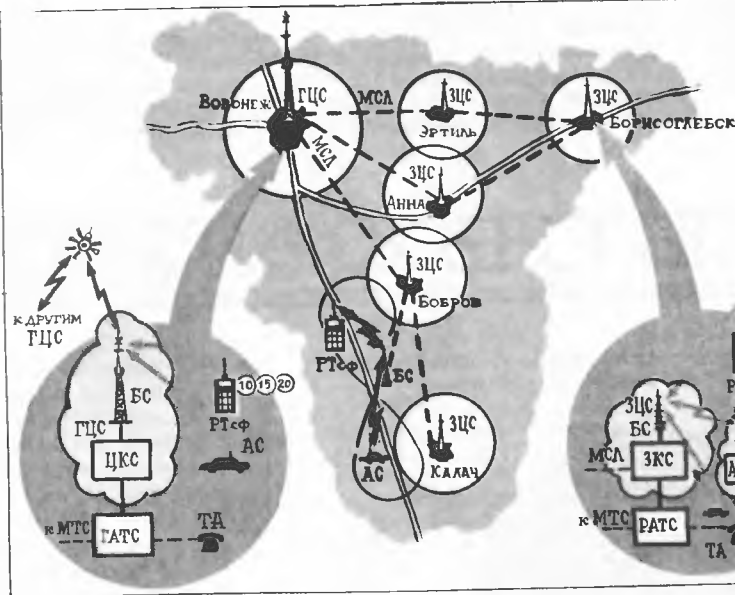 Воронеж
ГЦС
МСЛ
ЗЦС
Эртиль
ЗЦС
Борисоглебск
МСЛ
ЗЦС
Анна
ЗЦС
Бобров
к другим
ГЦС
РТсф
БС
АС
ЗЦС
Калач
БС
ГЦС
ЦКС
10 15 20
РТсф
АС
к МТС
ГАТС
ТА
ЗЦС
БС
МСЛ
ЗКС
к МТС
РАТС
ТА